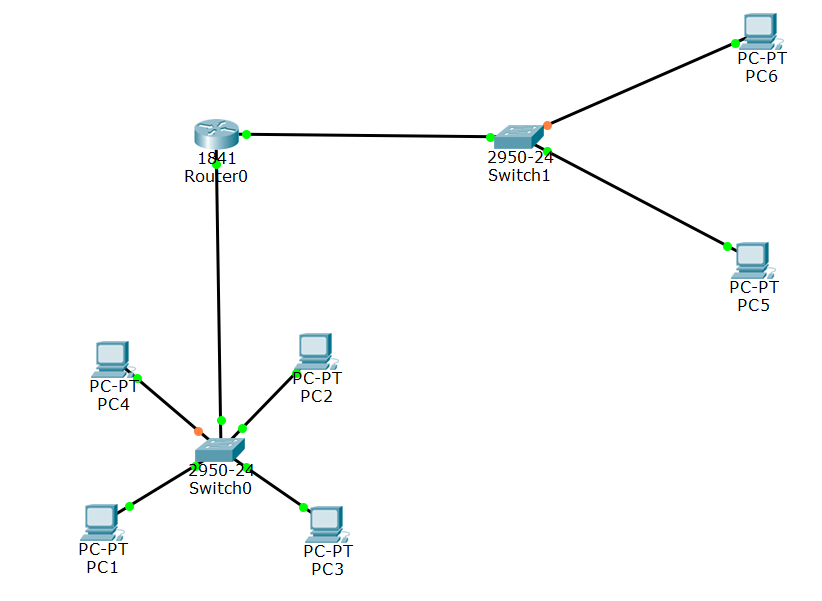 PC-PT
PC6
1841
Router0
2950-24
Switch1
PC-PT
PC5
PC-PT
PC4
PC-PT
PC2
2950-24
Switch0
PC-PT
PC1
PC-PT
PC3